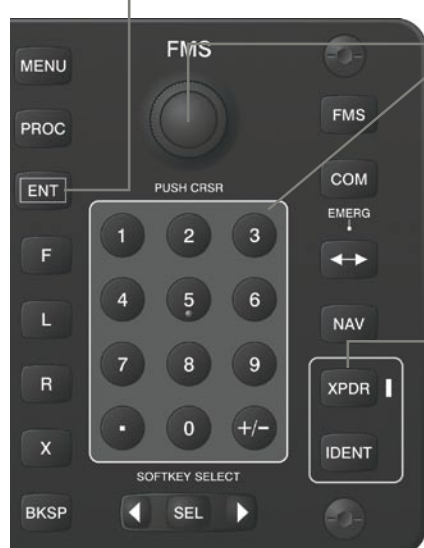 FMS
MENU
PROC
FMS
ENT
PUSH CRSR
COM
EMERG
1 2 3
F
4 5 6
L
NAV
7 8 9
R
XPDR
. 0 +/-
X
IDENT
SOFTKEY SELECT
BKSP
SEL